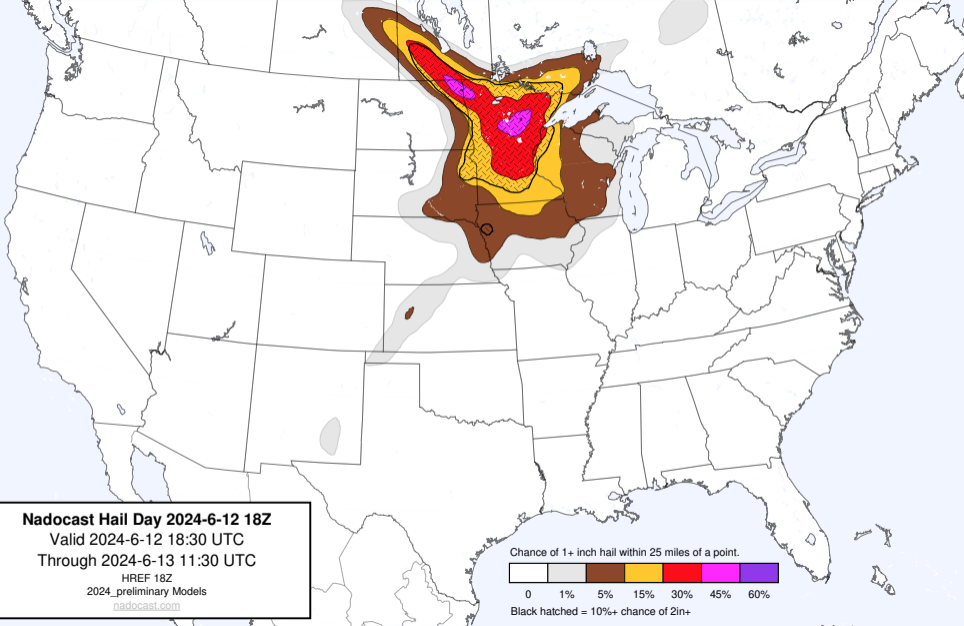 Nadocast Hail Day 2024-6-12 18Z
Valid 2024-6-12 18:30 UTC
Through 2024-6-13 11:30 UTC
HREF 18Z
2024_preliminary Models
nadocast.com
Chance of 1+ inch hail within 25 miles of a point.
0 1% 5% 15% 30% 45% 60%
Black hatched = 10%+ chance of 2in+